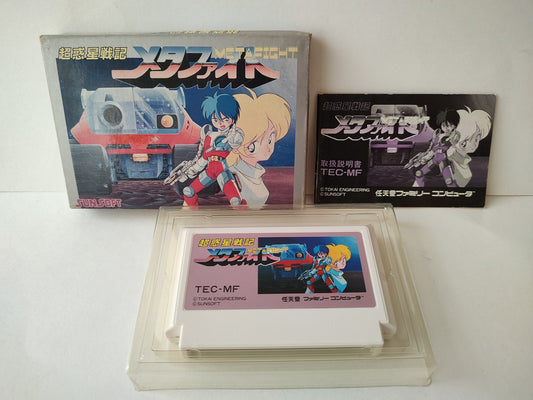 超惑星戦記
メタファイト
METAFIGHT
SUNSOFT
超惑星戦記
メタファイト
取扱説明書
TEC-MF
©TOKAI ENGINEERING
©SUNSOFT
任天堂 ファミリー コンピュータ
超惑星戦記
メタファイト
METAFIGHT
TEC-MF
©TOKAI ENGINEERING
©SUNSOFT
任天堂 ファミリー コンピュータ